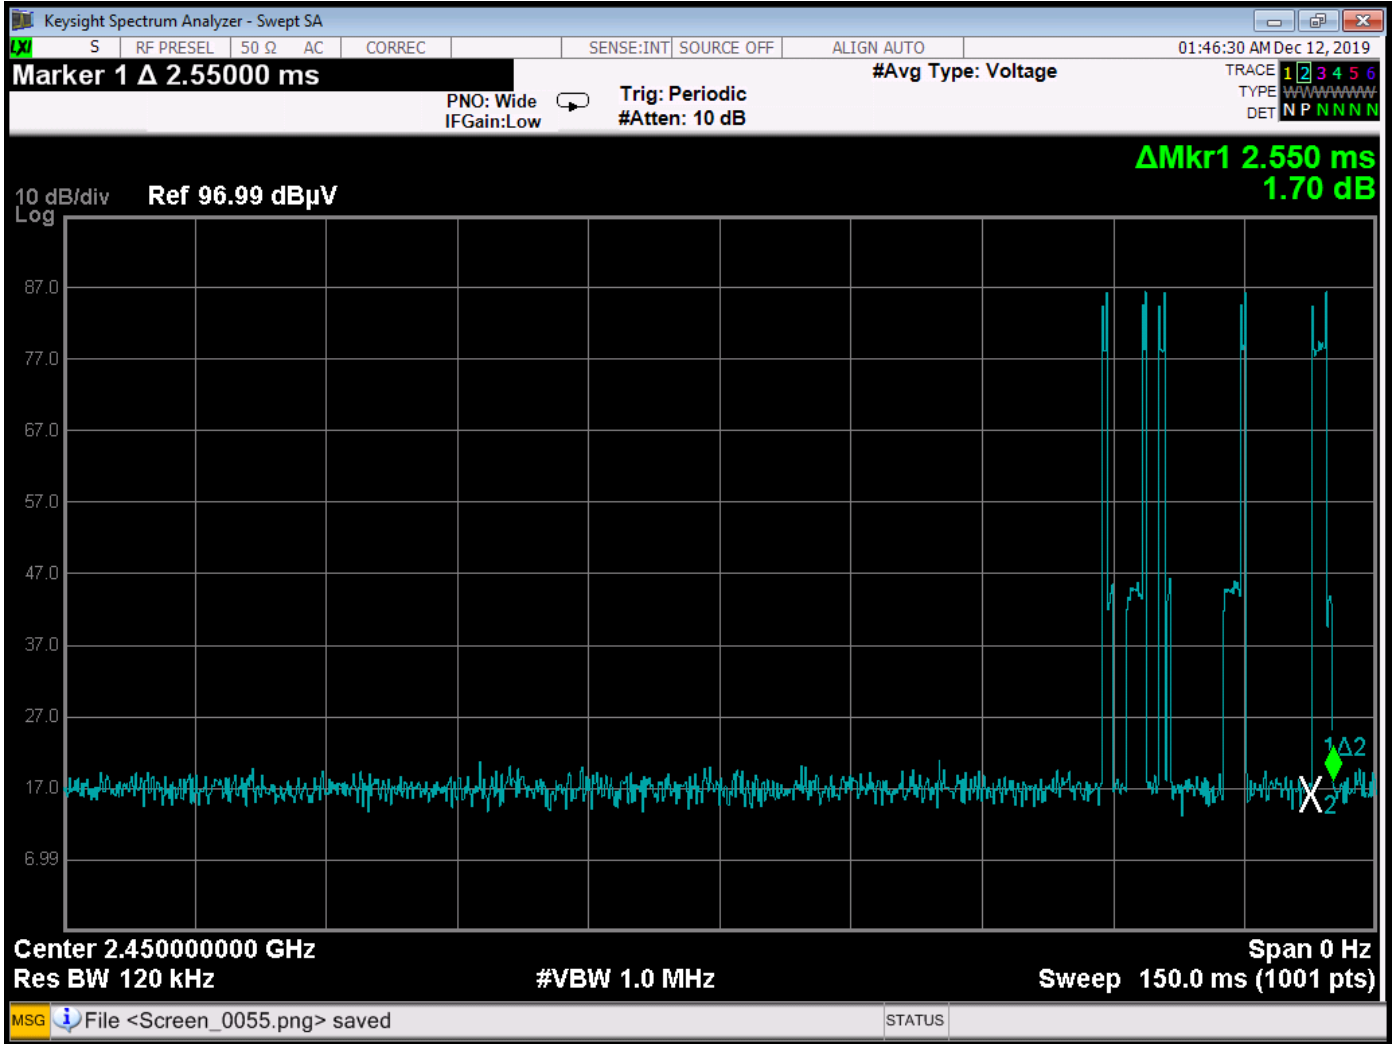 Keysight Spectrum Analyzer - Swept SA
LXI S RF PRESEL 50 Ω AC CORREC SENSE:INT SOURCE OFF ALIGN AUTO 01:46:30 AM Dec 12, 2019
Marker 1 Δ 2.55000 ms
#Avg Type: Voltage
TRACE 1 2 3 4 5 6
PNO: Wide Trig: Periodic
TYPE WWWWWW
IFGain:Low #Atten: 10 dB
DET N P N N N N
ΔMkr1 2.550 ms
1.70 dB
10 dB/div Ref 96.99 dBµV
Log
87.0
77.0
67.0
57.0
47.0
37.0
27.0
1Δ2
17.0
2
6.99
Center 2.450000000 GHz Span 0 Hz
Res BW 120 kHz #VBW 1.0 MHz Sweep 150.0 ms (1001 pts)
MSG File <Screen_0055.png> saved STATUS